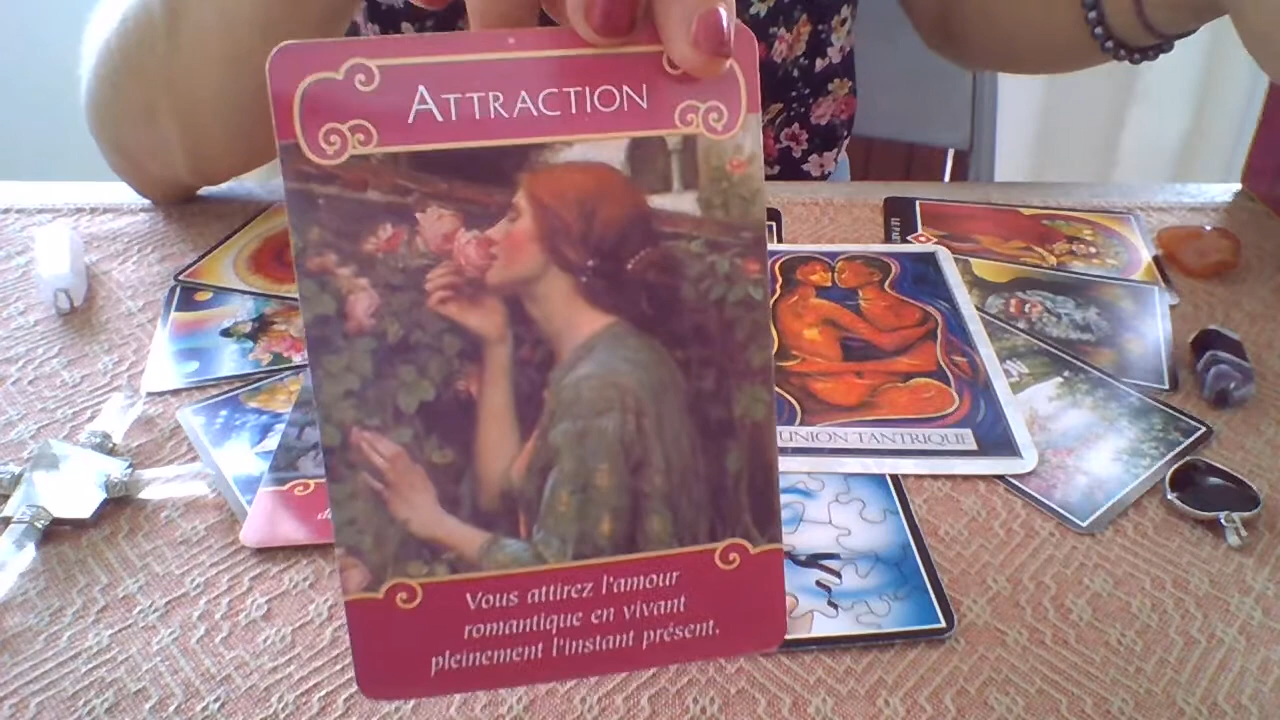 ATTRACTION
Vous attirez l'amour
romantique en vivant
pleinement l'instant présent.
UNION TANTRIQUE